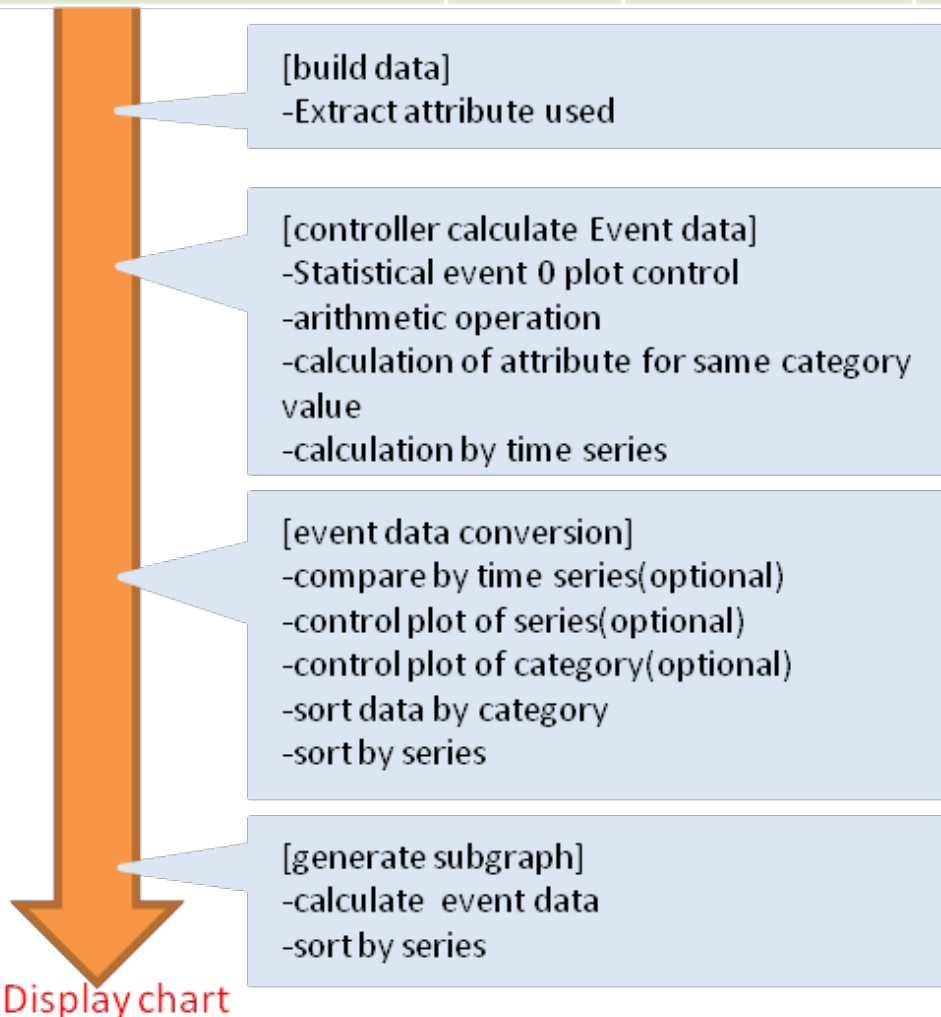 [build data]
-Extract attribute used
[controller calculate Event data]
-Statistical event 0 plot control
-arithmetic operation
-calculation of attribute for same category
value
-calculation by time series
[event data conversion]
-compare by time series(optional)
-control plot of series(optional)
-control plot of category(optional)
-sort data by category
-sort by series
[generate subgraph]
-calculate event data
-sort by series
Display chart